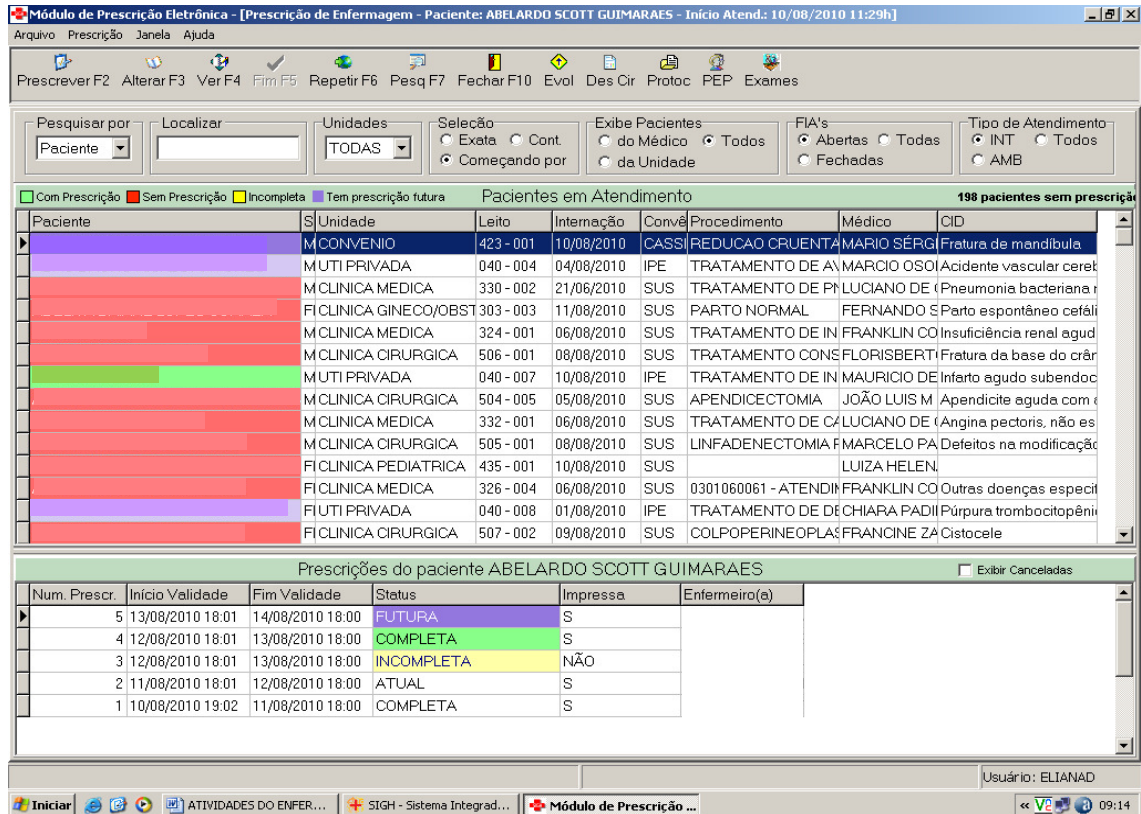 Módulo de Prescrição Eletrônica - [Prescrição de Enfermagem - Paciente: ABELARDO SCOTT GUIMARAES - Início Atend.: 10/08/2010 11:29h]
Arquivo Prescrição Janela Ajuda
Prescrever F2 Alterar F3 Ver F4 Fim F5 Repetir F6 Pesq F7 Fechar F10 Evol Des Cir Protoc PEP Exames
Pesquisar por Localizar Unidades Seleção Exibe Pacientes FIA's Tipo de Atendimento
Paciente TODAS Exata Cont. Começando por do Médico Todos da Unidade Abertas Todas Fechadas INT Todos AMB
Com Prescrição Sem Prescrição Incompleta Tem prescrição futura Pacientes em Atendimento 198 pacientes sem prescriçã
Paciente S Unidade Leito Internação Convê Procedimento Médico CID
M CONVENIO 423 - 001 10/08/2010 CASSI REDUCAO CRUENTA MARIO SÉRGI Fratura de mandíbula
M UTI PRIVADA 040 - 004 04/08/2010 IPE TRATAMENTO DE AV MARCIO OSO Acidente vascular cereb
M CLINICA MEDICA 330 - 002 21/06/2010 SUS TRATAMENTO DE PN LUCIANO DE Pneumonia bacteriana
F CLINICA GINECO/OBST 303 - 003 11/08/2010 SUS PARTO NORMAL FERNANDO S Parto espontâneo cefáli
M CLINICA MEDICA 324 - 001 06/08/2010 SUS TRATAMENTO DE IN FRANKLIN CO Insuficiência renal agud
M CLINICA CIRURGICA 506 - 001 08/08/2010 SUS TRATAMENTO CONS FLORISBERT Fratura da base do crân
M UTI PRIVADA 040 - 007 10/08/2010 IPE TRATAMENTO DE IN MAURICIO DE Infarto agudo subendoc
M CLINICA CIRURGICA 504 - 005 05/08/2010 SUS APENDICECTOMIA JOÃO LUIS M Apendicite aguda com
M CLINICA MEDICA 332 - 001 06/08/2010 SUS TRATAMENTO DE CA LUCIANO DE Angina pectoris, não es
M CLINICA CIRURGICA 505 - 001 08/08/2010 SUS LINFADENECTOMIA MARCELO PA Defeitos na modificaçã
F CLINICA PEDIATRICA 435 - 001 10/08/2010 SUS LUIZA HELEN
F CLINICA MEDICA 326 - 004 06/08/2010 SUS 0301060061 - ATENDIM FRANKLIN CO Outras doenças especif
F UTI PRIVADA 040 - 008 01/08/2010 IPE TRATAMENTO DE DE CHIARA PADI Púrpura trombocitopêni
F CLINICA CIRURGICA 507 - 002 09/08/2010 SUS COLPOPERINEOPLAS FRANCINE ZA Cistocele
Prescrições do paciente ABELARDO SCOTT GUIMARAES Exibir Canceladas
Num. Prescr. Início Validade Fim Validade Status Impressa Enfermeiro(a)
5 13/08/2010 18:01 14/08/2010 18:00 FUTURA S
4 12/08/2010 18:01 13/08/2010 18:00 COMPLETA S
3 12/08/2010 18:01 13/08/2010 18:00 INCOMPLETA NÃO
2 11/08/2010 18:01 12/08/2010 18:00 ATUAL S
1 10/08/2010 19:02 11/08/2010 18:00 COMPLETA S
Usuário: ELIANAD
Iniciar ATIVIDADES DO ENFER... SIGH - Sistema Integrad... Módulo de Prescrição ... « 09:14